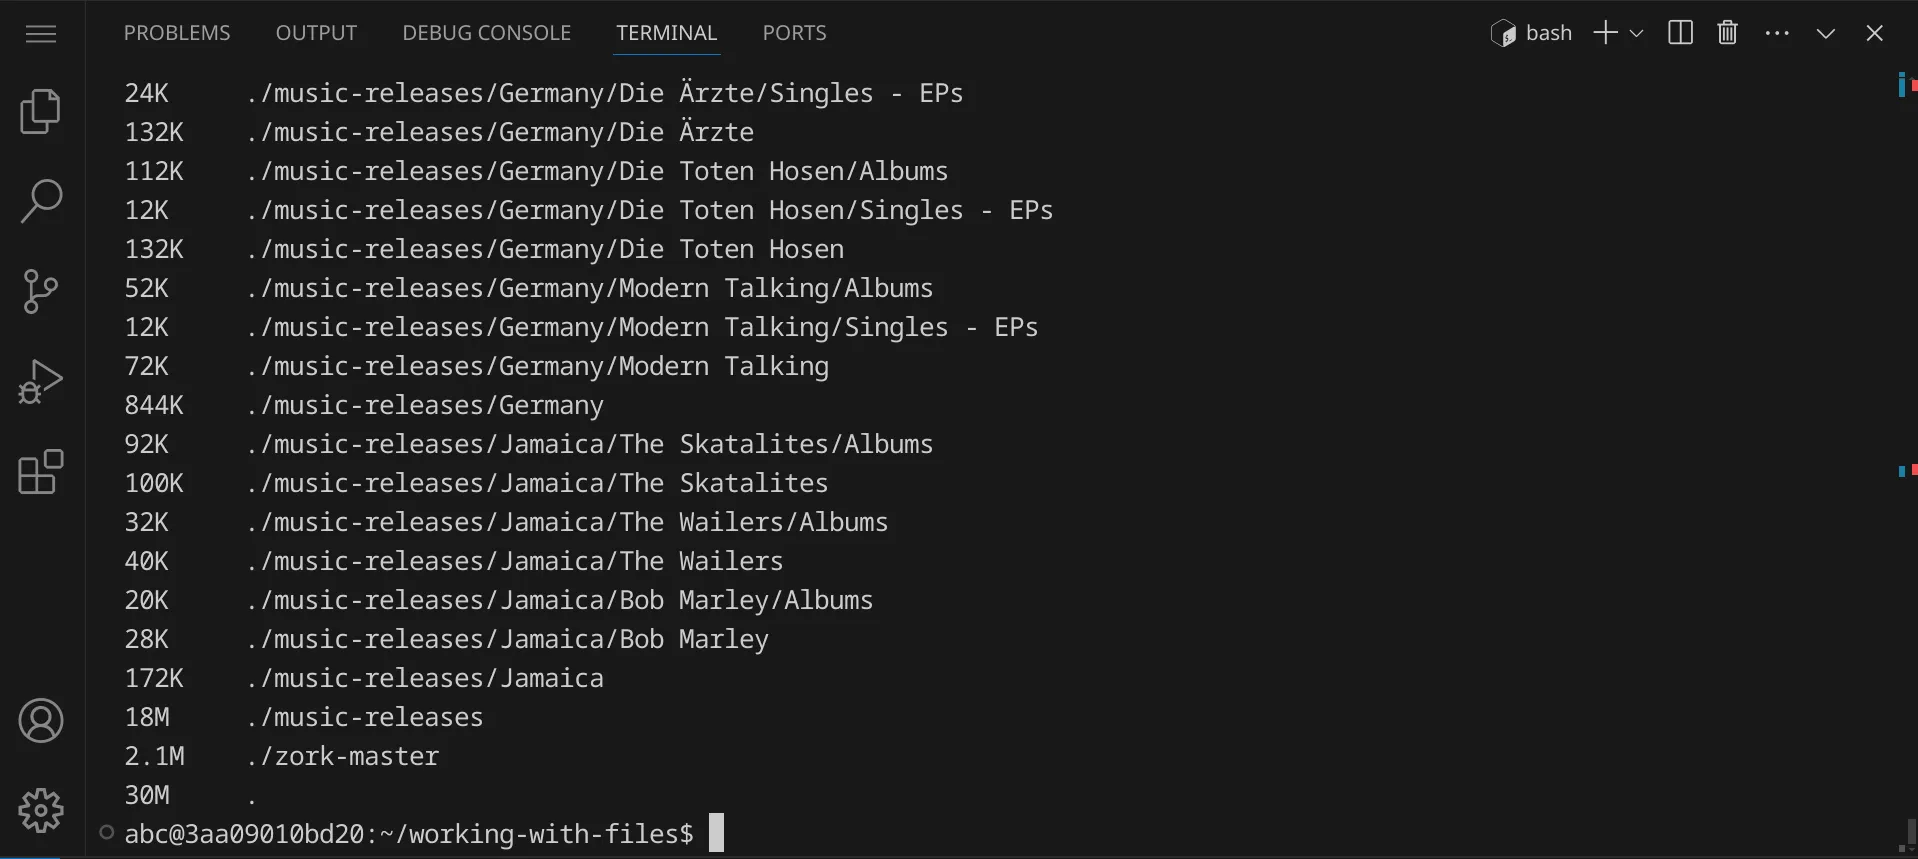 PROBLEMS OUTPUT DEBUG CONSOLE TERMINAL PORTS bash
24K ./music-releases/Germany/Die Ärzte/Singles - EPs
132K ./music-releases/Germany/Die Ärzte
112K ./music-releases/Germany/Die Toten Hosen/Albums
12K ./music-releases/Germany/Die Toten Hosen/Singles - EPs
132K ./music-releases/Germany/Die Toten Hosen
52K ./music-releases/Germany/Modern Talking/Albums
12K ./music-releases/Germany/Modern Talking/Singles - EPs
72K ./music-releases/Germany/Modern Talking
844K ./music-releases/Germany
92K ./music-releases/Jamaica/The Skatalites/Albums
100K ./music-releases/Jamaica/The Skatalites
32K ./music-releases/Jamaica/The Wailers/Albums
40K ./music-releases/Jamaica/The Wailers
20K ./music-releases/Jamaica/Bob Marley/Albums
28K ./music-releases/Jamaica/Bob Marley
172K ./music-releases/Jamaica
18M ./music-releases
2.1M ./zork-master
30M .
abc@3aa09010bd20:~/working-with-files$